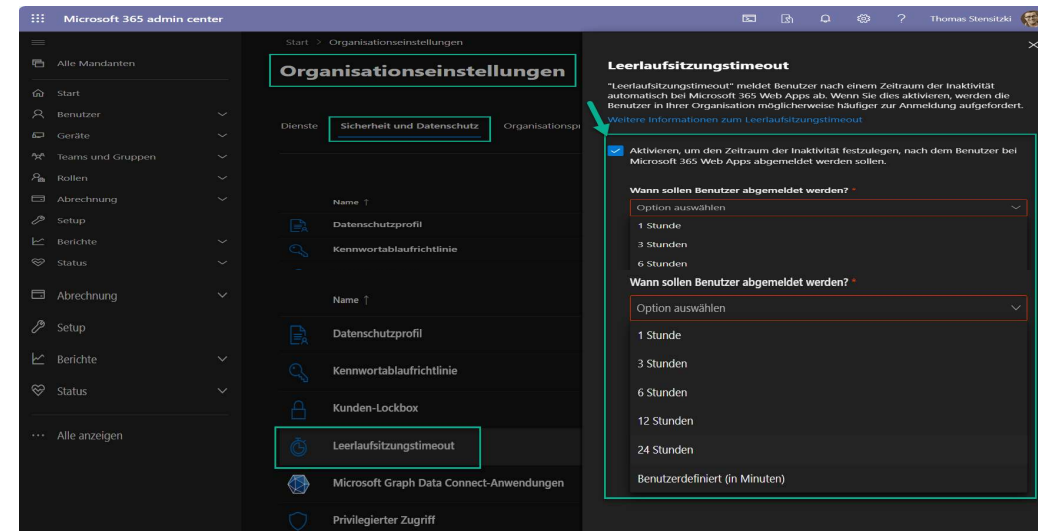 Microsoft 365 admin center
Thomas Stensitzki
Alle Mandanten
Start
Benutzer
Geräte
Teams und Gruppen
Rollen
Abrechnung
Setup
Berichte
Status
Abrechnung
Setup
Berichte
Status
Alle anzeigen
Start > Organisationseinstellungen
Organisationseinstellungen
Dienste Sicherheit und Datenschutz Organisationspr
Name ↑
Datenschutzprofil
Kennwortablaufrichtlinie
Name ↑
Datenschutzprofil
Kennwortablaufrichtlinie
Kunden-Lockbox
Leerlaufsitzungstimeout
Microsoft Graph Data Connect-Anwendungen
Privilegierter Zugriff
Leerlaufsitzungstimeout
"Leerlaufsitzungstimeout" meldet Benutzer nach einem Zeitraum der Inaktivität
automatisch bei Microsoft 365 Web Apps ab. Wenn Sie dies aktivieren, werden die
Benutzer in Ihrer Organisation möglicherweise häufiger zur Anmeldung aufgefordert.
Weitere Informationen zum Leerlaufsitzungstimeout
Aktivieren, um den Zeitraum der Inaktivität festzulegen, nach dem Benutzer bei
Microsoft 365 Web Apps abgemeldet werden sollen.
Wann sollen Benutzer abgemeldet werden? *
Option auswählen
1 Stunde
3 Stunden
6 Stunden
Wann sollen Benutzer abgemeldet werden? *
Option auswählen
1 Stunde
3 Stunden
6 Stunden
12 Stunden
24 Stunden
Benutzerdefiniert (in Minuten)